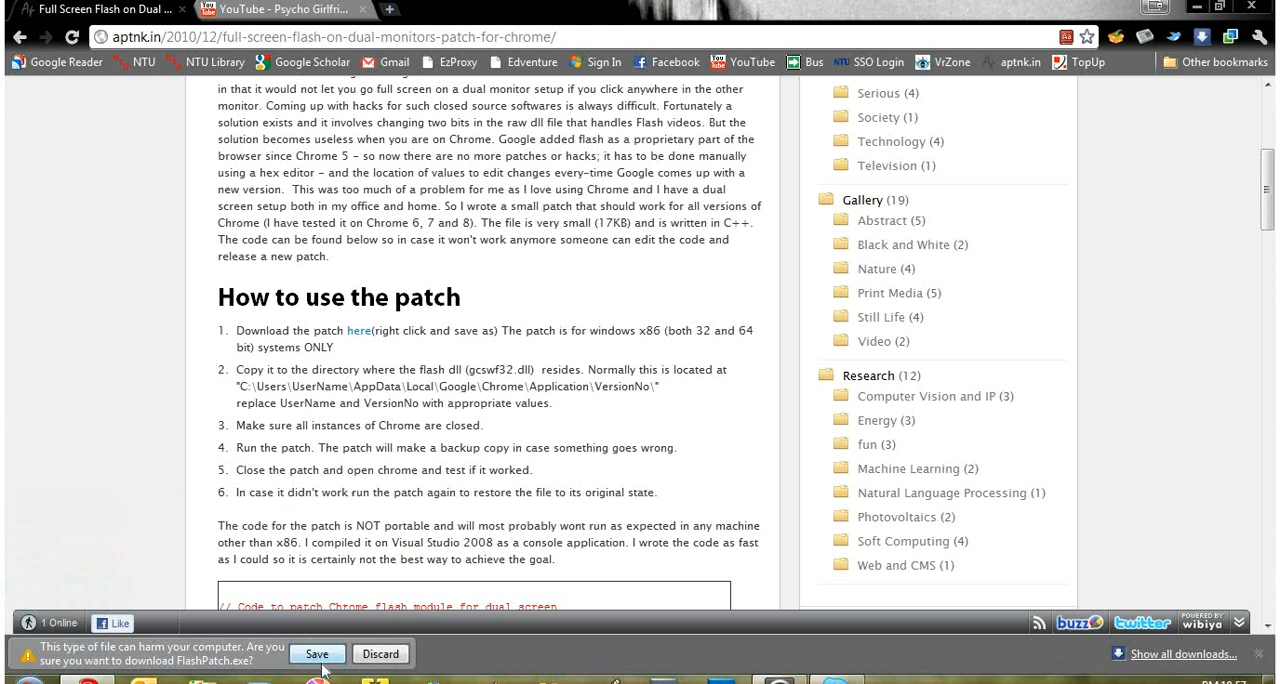 Full Screen Flash on Dual ...
YouTube - Psycho Girlfri...
aptnk.in/2010/12/full-screen-flash-on-dual-monitors-patch-for-chrome/
Google Reader NTU NTU Library Google Scholar Gmail EzProxy Edventure Sign In Facebook YouTube Bus SSO Login VrZone aptnk.in TopUp Other bookmarks
in that it would not let you go full screen on a dual monitor setup if you click anywhere in the other
monitor. Coming up with hacks for such closed source softwares is always difficult. Fortunately a
solution exists and it involves changing two bits in the raw dll file that handles Flash videos. But the
solution becomes useless when you are on Chrome. Google added flash as a proprietary part of the
browser since Chrome 5 – so now there are no more patches or hacks; it has to be done manually
using a hex editor – and the location of values to edit changes every-time Google comes up with a
new version. This was too much of a problem for me as I love using Chrome and I have a dual
screen setup both in my office and home. So I wrote a small patch that should work for all versions of
Chrome (I have tested it on Chrome 6, 7 and 8). The file is very small (17KB) and is written in C++.
The code can be found below so in case it won't work anymore someone can edit the code and
release a new patch.
How to use the patch
1. Download the patch here(right click and save as) The patch is for windows x86 (both 32 and 64
bit) systems ONLY
2. Copy it to the directory where the flash dll (gcswf32.dll) resides. Normally this is located at
"C:\Users\UserName\AppData\Local\Google\Chrome\Application\VersionNo\"
replace UserName and VersionNo with appropriate values.
3. Make sure all instances of Chrome are closed.
4. Run the patch. The patch will make a backup copy in case something goes wrong.
5. Close the patch and open chrome and test if it worked.
6. In case it didn't work run the patch again to restore the file to its original state.
The code for the patch is NOT portable and will most probably wont run as expected in any machine
other than x86. I compiled it on Visual Studio 2008 as a console application. I wrote the code as fast
as I could so it is certainly not the best way to achieve the goal.
// Code to patch Chrome flash module for dual screen
Serious (4)
Society (1)
Technology (4)
Television (1)
Gallery (19)
Abstract (5)
Black and White (2)
Nature (4)
Print Media (5)
Still Life (4)
Video (2)
Research (12)
Computer Vision and IP (3)
Energy (3)
fun (3)
Machine Learning (2)
Natural Language Processing (1)
Photovoltaics (2)
Soft Computing (4)
Web and CMS (1)
1 Online Like buzz twitter POWERED BY wibiya
This type of file can harm your computer. Are you
sure you want to download FlashPatch.exe?
Save Discard
Show all downloads...